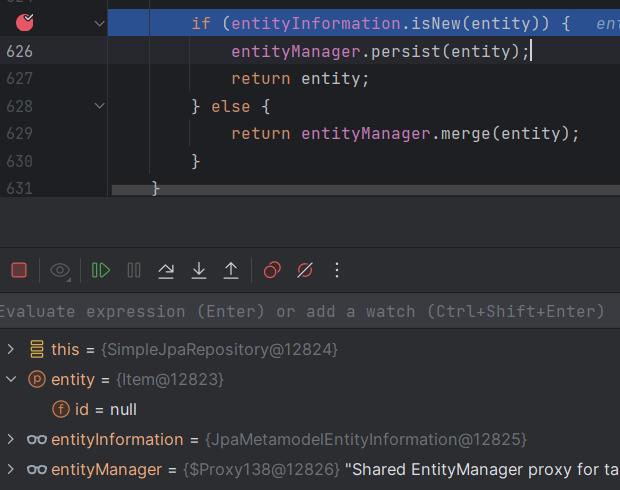 if (entityInformation.isNew(entity)) { ent
626 entityManager.persist(entity);
627 return entity;
628 } else {
629 return entityManager.merge(entity);
630 }
631 }
Evaluate expression (Enter) or add a watch (Ctrl+Shift+Enter)
this = {SimpleJpaRepository@12824}
p entity = {Item@12823}
f id = null
entityInformation = {JpaMetamodelEntityInformation@12825}
entityManager = {$Proxy138@12826} "Shared EntityManager proxy for ta